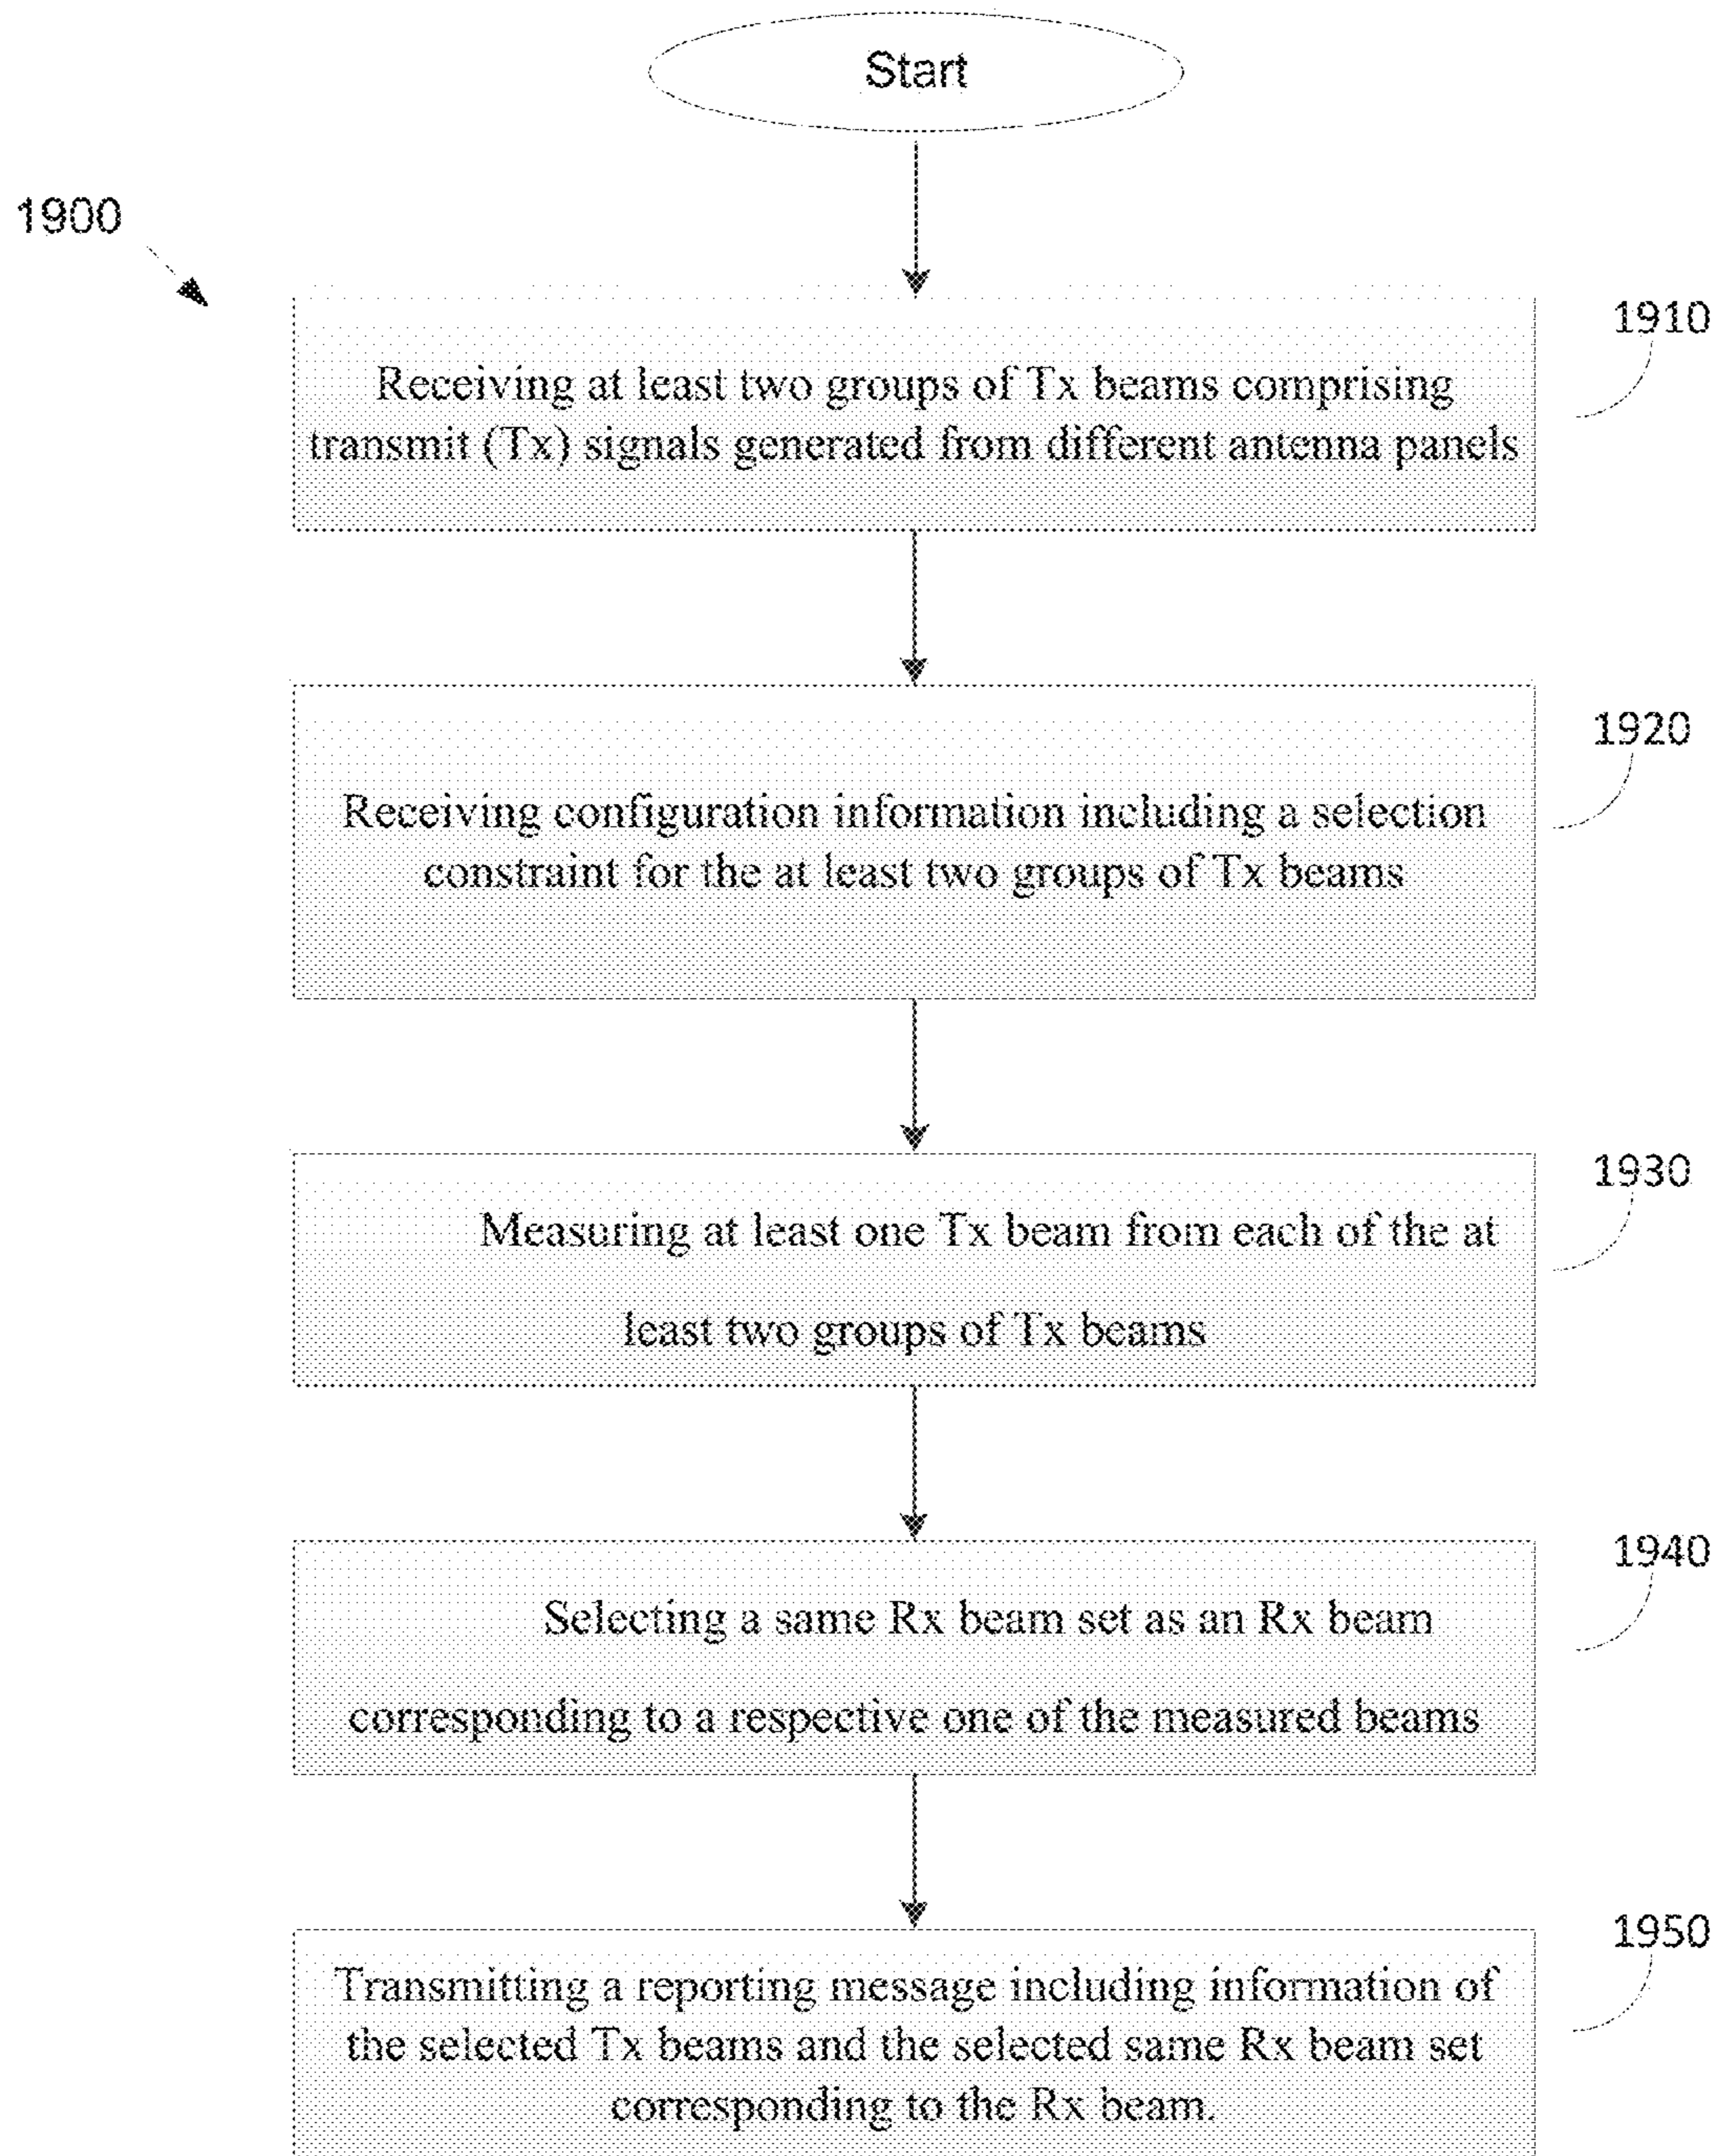 Start
1900
1910
Receiving at least two groups of Tx beams comprising
transmit (Tx) signals generated from different antenna panels
1920
Receiving configuration information including a selection
constraint for the at least two groups of Tx beams
1930
Measuring at least one Tx beam from each of the at
least two groups of Tx beams
1940
Selecting a same Rx beam set as an Rx beam
corresponding to a respective one of the measured beams
1950
Transmitting a reporting message including information of
the selected Tx beams and the selected same Rx beam set
corresponding to the Rx beam.